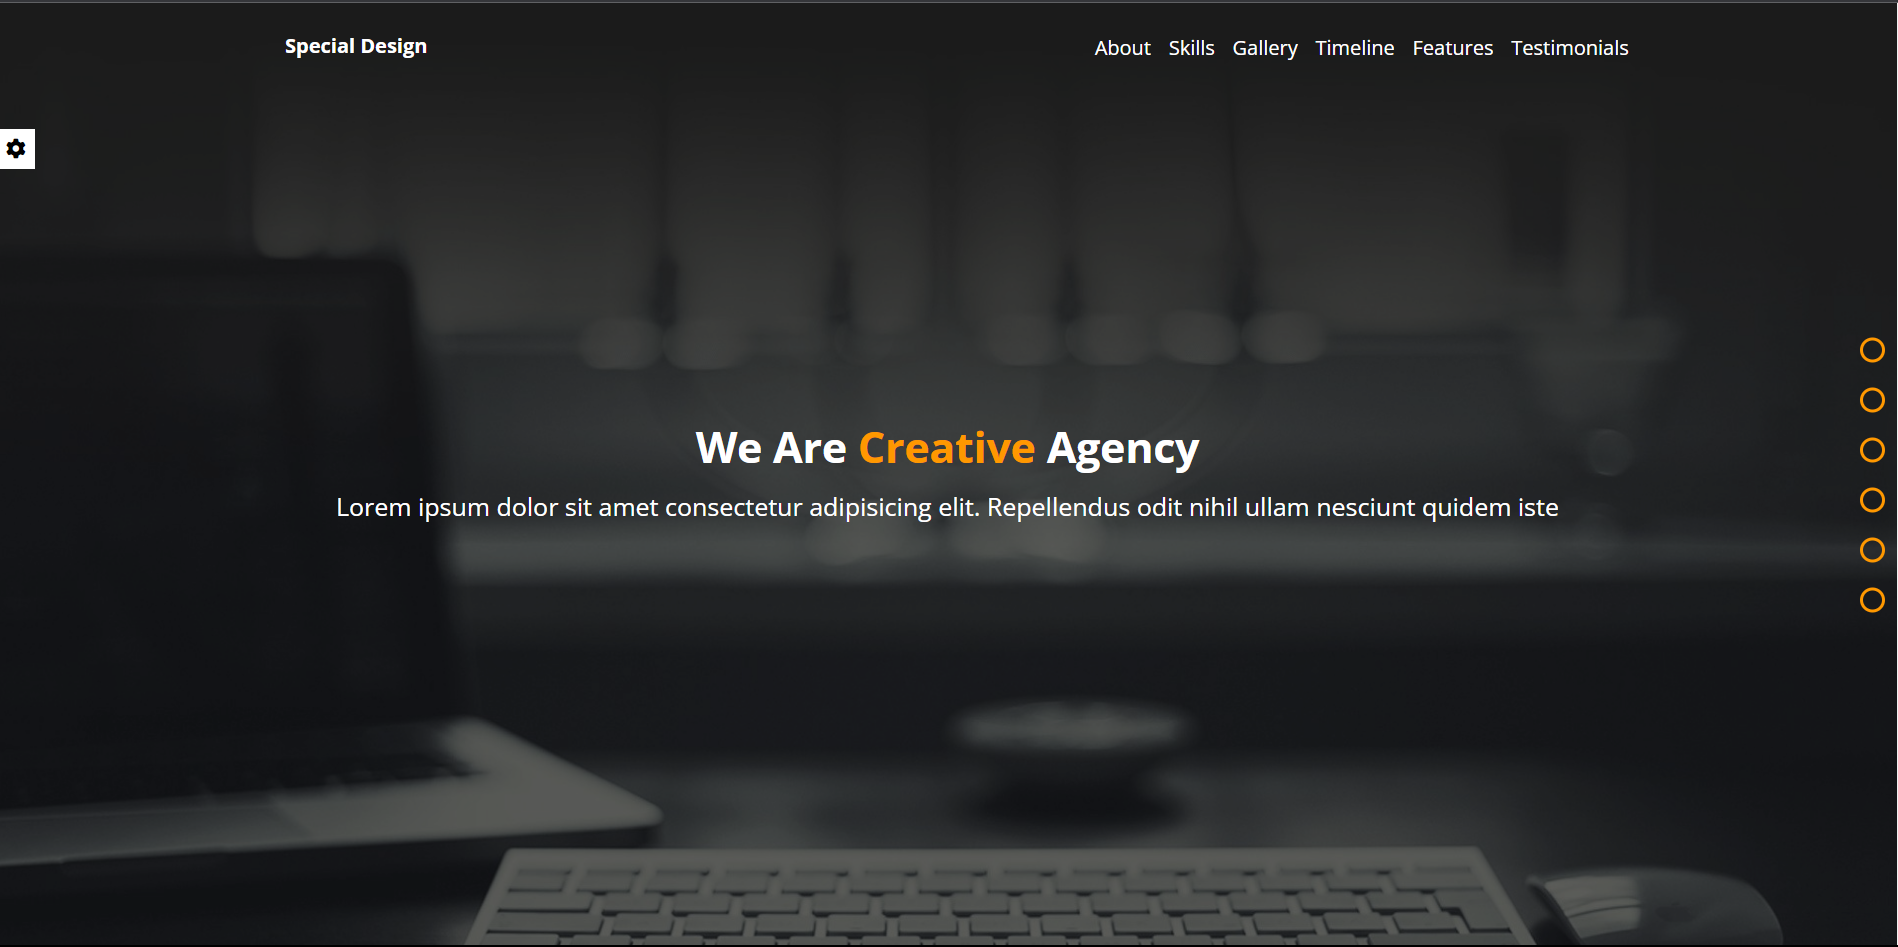 Special Design
About Skills Gallery Timeline Features Testimonials
We Are Creative Agency
Lorem ipsum dolor sit amet consectetur adipisicing elit. Repellendus odit nihil ullam nesciunt quidem iste